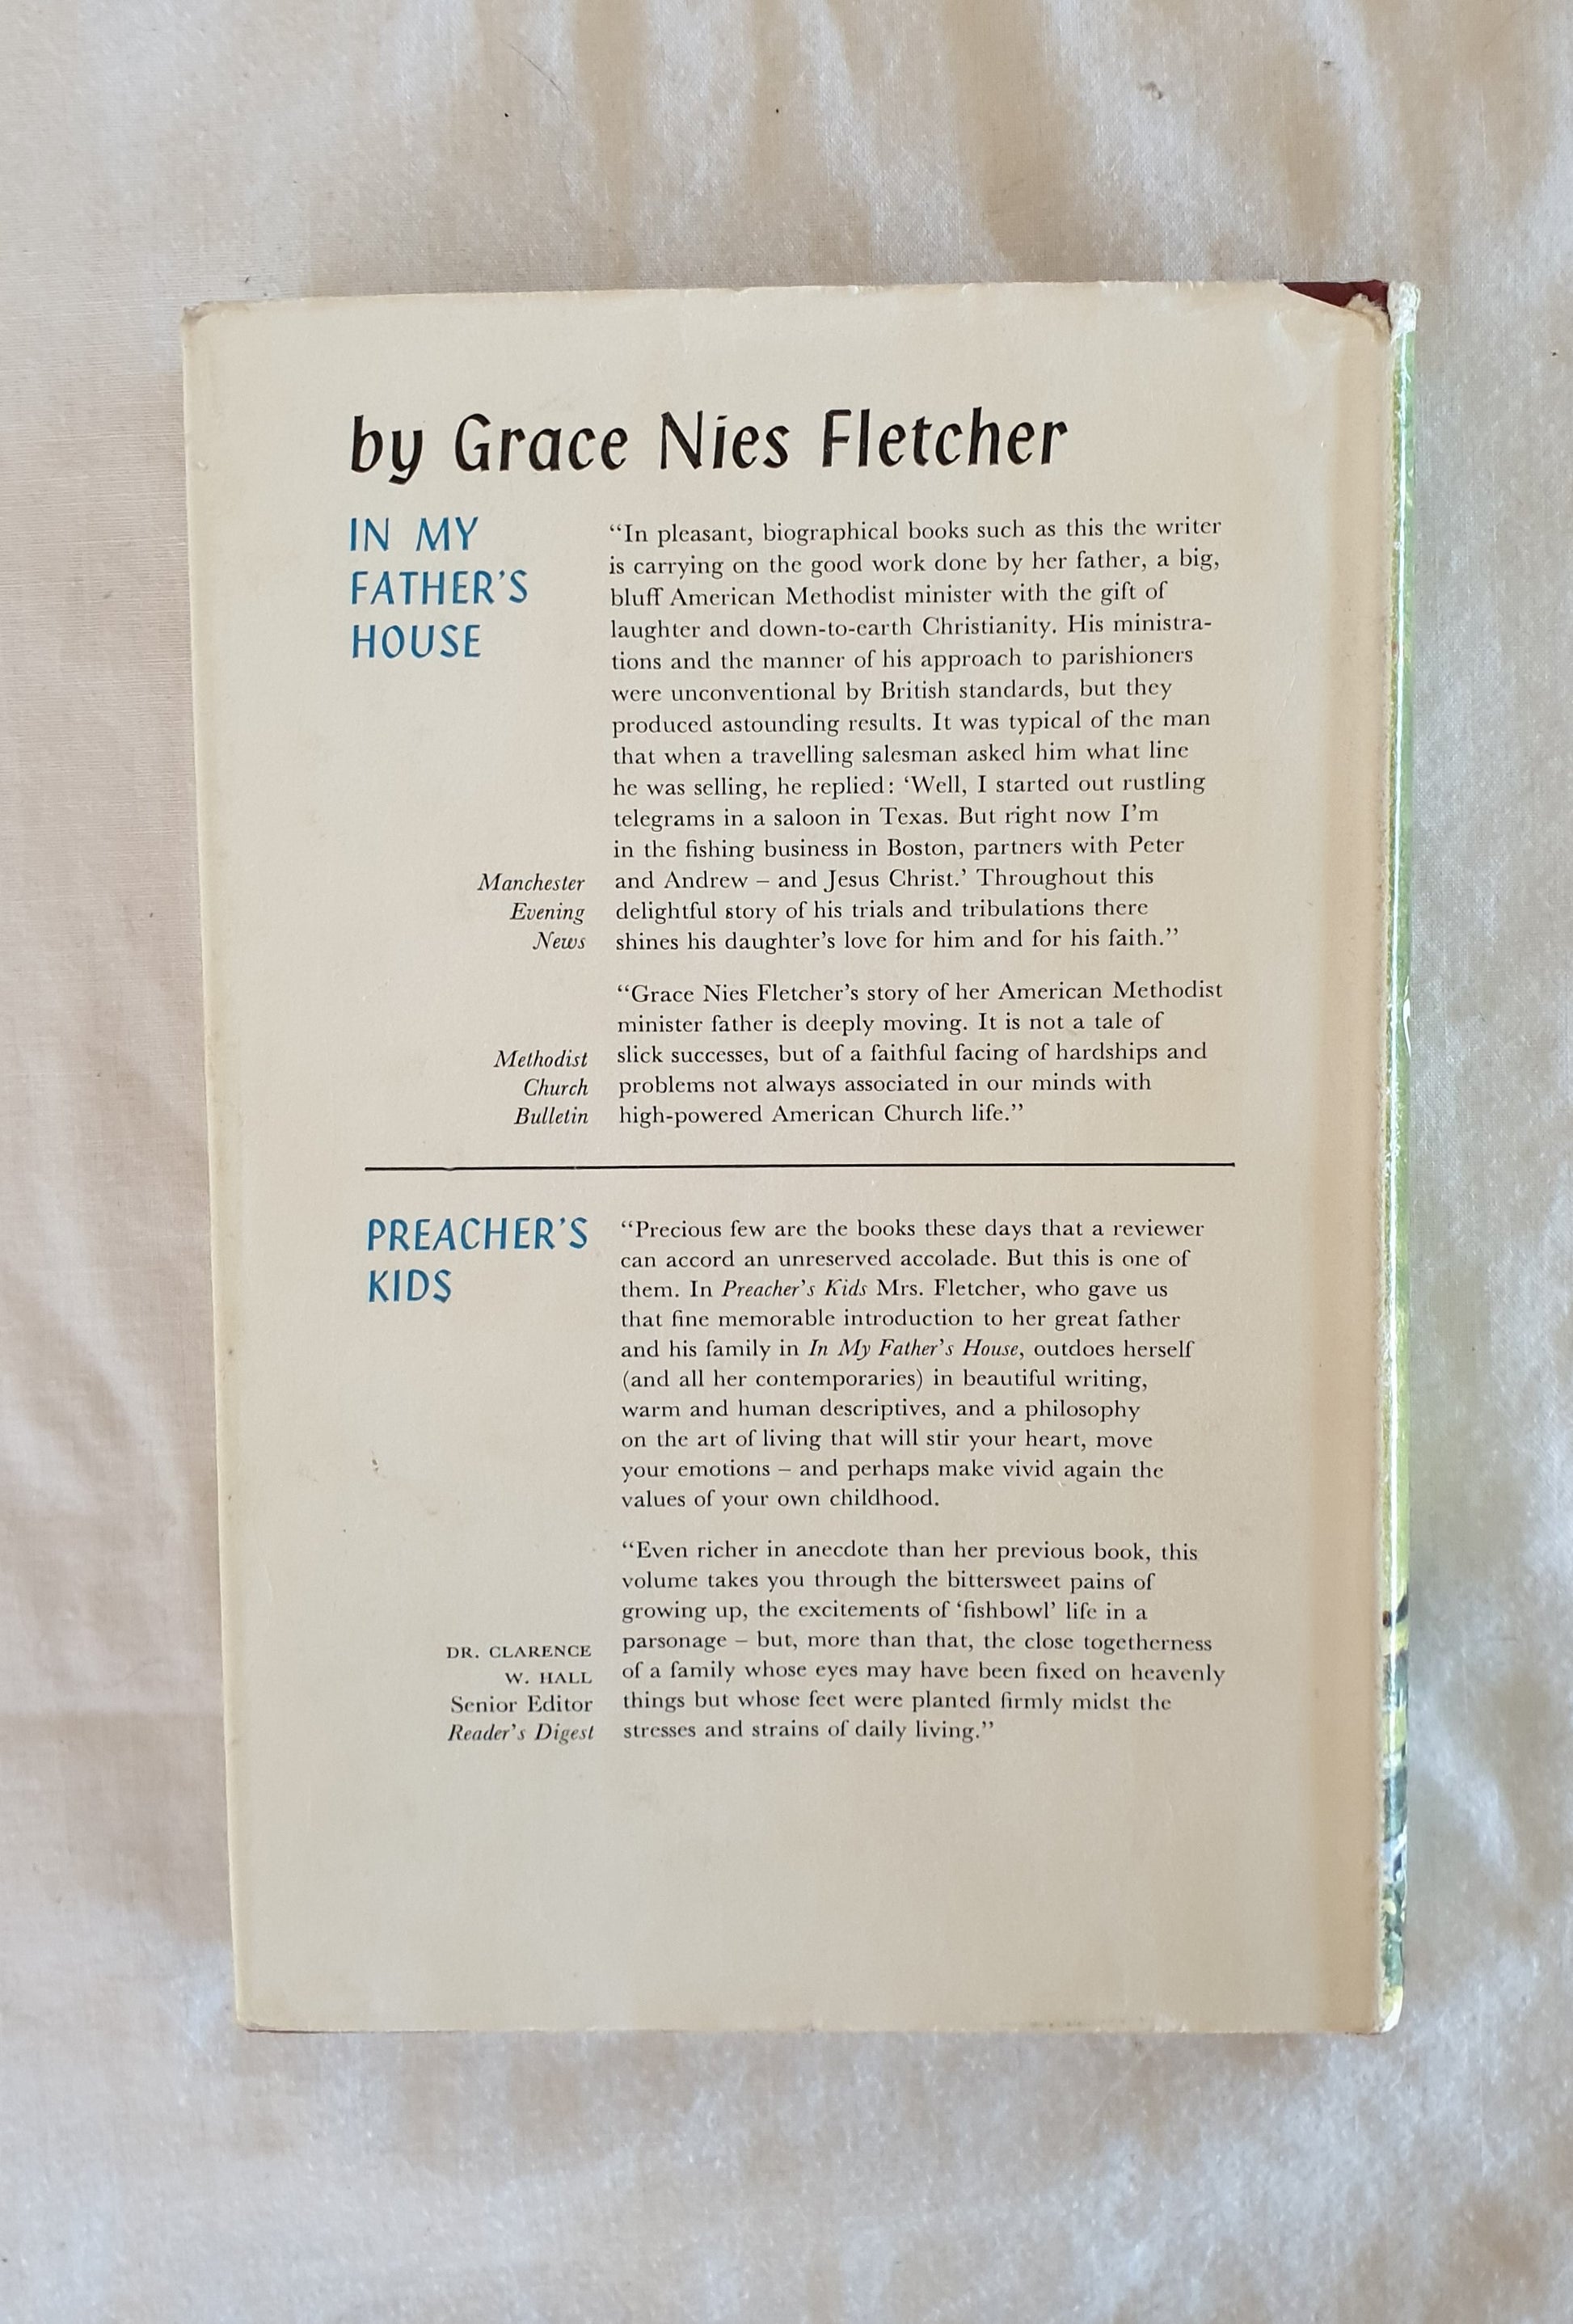 by Grace Nies Fletcher
IN MY
FATHER'S
HOUSE
“In pleasant, biographical books such as this the writer
is carrying on the good work done by her father, a big,
bluff American Methodist minister with the gift of
laughter and down-to-earth Christianity. His ministra-
tions and the manner of his approach to parishioners
were unconventional by British standards, but they
produced astounding results. It was typical of the man
that when a travelling salesman asked him what line
he was selling, he replied: ‘Well, I started out rustling
telegrams in a saloon in Texas. But right now I’m
in the fishing business in Boston, partners with Peter
and Andrew – and Jesus Christ.’ Throughout this
delightful story of his trials and tribulations there
shines his daughter’s love for him and for his faith.”
Manchester
Evening
News
“Grace Nies Fletcher’s story of her American Methodist
minister father is deeply moving. It is not a tale of
slick successes, but of a faithful facing of hardships and
problems not always associated in our minds with
high-powered American Church life.”
Methodist
Church
Bulletin
PREACHER’S
KIDS
“Precious few are the books these days that a reviewer
can accord an unreserved accolade. But this is one of
them. In Preacher’s Kids Mrs. Fletcher, who gave us
that fine memorable introduction to her great father
and his family in In My Father’s House, outdoes herself
(and all her contemporaries) in beautiful writing,
warm and human descriptives, and a philosophy
on the art of living that will stir your heart, move
your emotions – and perhaps make vivid again the
values of your own childhood.
“Even richer in anecdote than her previous book, this
volume takes you through the bittersweet pains of
growing up, the excitements of ‘fishbowl’ life in a
parsonage – but, more than that, the close togetherness
of a family whose eyes may have been fixed on heavenly
things but whose feet were planted firmly midst the
stresses and strains of daily living.”
DR. CLARENCE
W. HALL
Senior Editor
Reader’s Digest